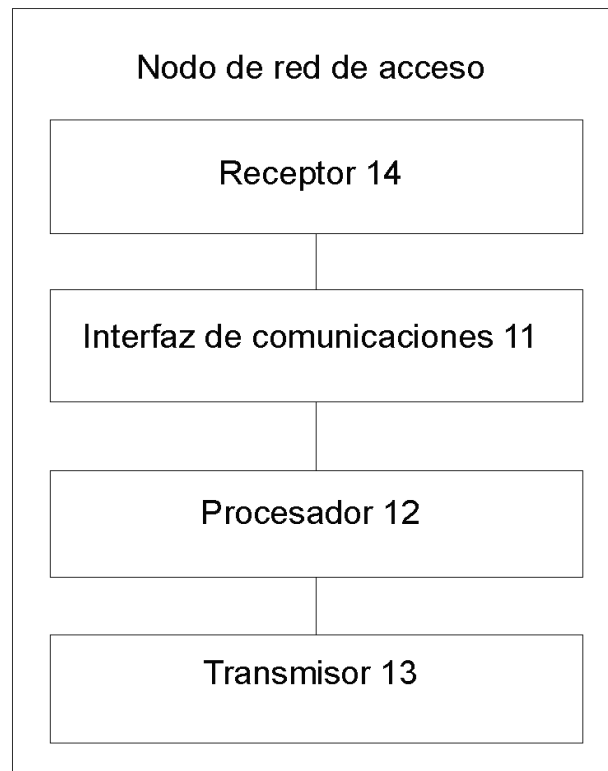 Nodo de red de acceso
Receptor 14
Interfaz de comunicaciones 11
Procesador 12
Transmisor 13